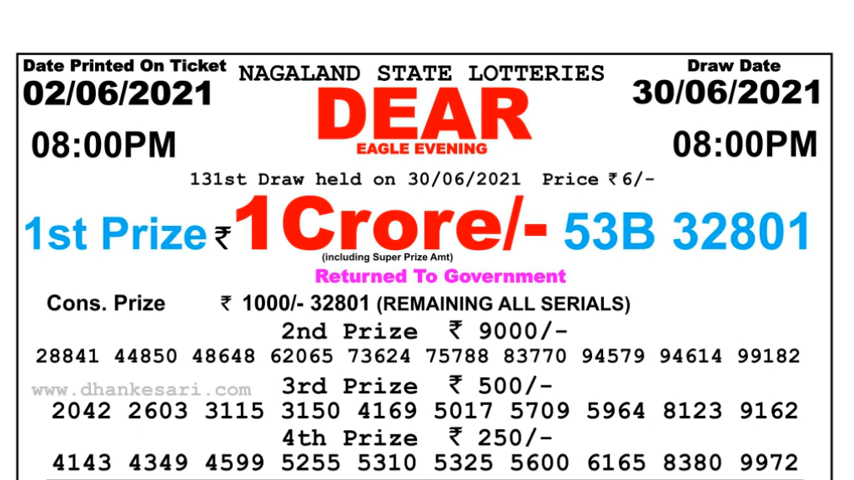 Date Printed On Ticket NAGALAND STATE LOTTERIES Draw Date
02/06/2021 DEAR 30/06/2021
08:00PM EAGLE EVENING 08:00PM
131st Draw held on 30/06/2021 Price ₹ 6/-
1st Prize ₹ 1Crore/- 53B 32801
(including Super Prize Amt)
Returned To Government
Cons. Prize ₹ 1000/- 32801 (REMAINING ALL SERIALS)
2nd Prize ₹ 9000/-
28841 44850 48648 62065 73624 75788 83770 94579 94614 99182
www.dhankesari.com 3rd Prize ₹ 500/-
2042 2603 3115 3150 4169 5017 5709 5964 8123 9162
4th Prize ₹ 250/-
4143 4349 4599 5255 5310 5325 5600 6165 8380 9972